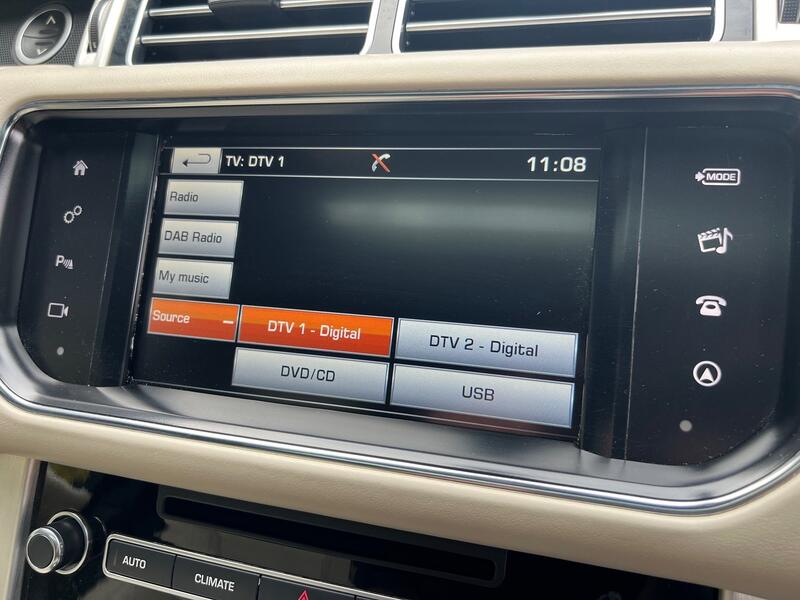 TV: DTV 1
11:08
Radio
DAB Radio
My music
Source
DTV 1 - Digital
DTV 2 - Digital
DVD/CD
USB
P
MODE
AUTO
CLIMATE